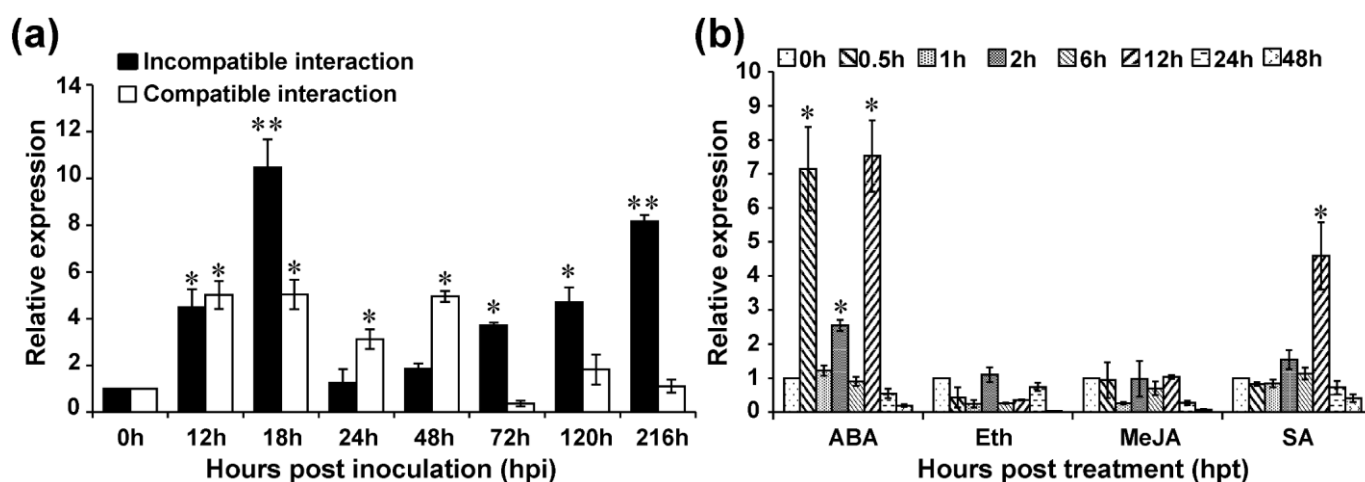 (a)
Incompatible interaction
Compatible interaction
Relative expression
14
12
10
8
6
4
2
0
* * ** * * * * * **
0h 12h 18h 24h 48h 72h 120h 216h
Hours post inoculation (hpi)
(b)
0h 0.5h 1h 2h 6h 12h 24h 48h
Relative expression
10
9
8
7
6
5
4
3
2
1
0
* * * *
ABA Eth MeJA SA
Hours post treatment (hpt)